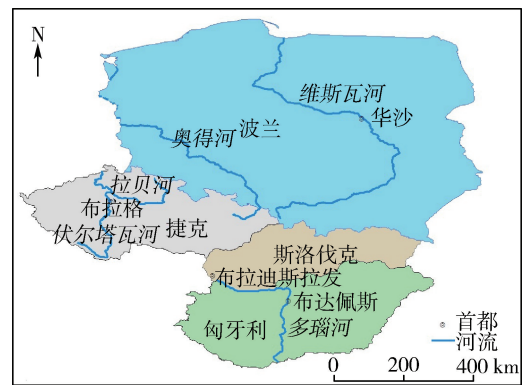 N
维斯瓦河
华沙
奥得河
波兰
拉贝河
布拉格
伏尔塔瓦河
捷克
斯洛伐克
布拉迪斯拉发
布达佩斯
匈牙利
多瑙河
首都
河流
0 200 400 km